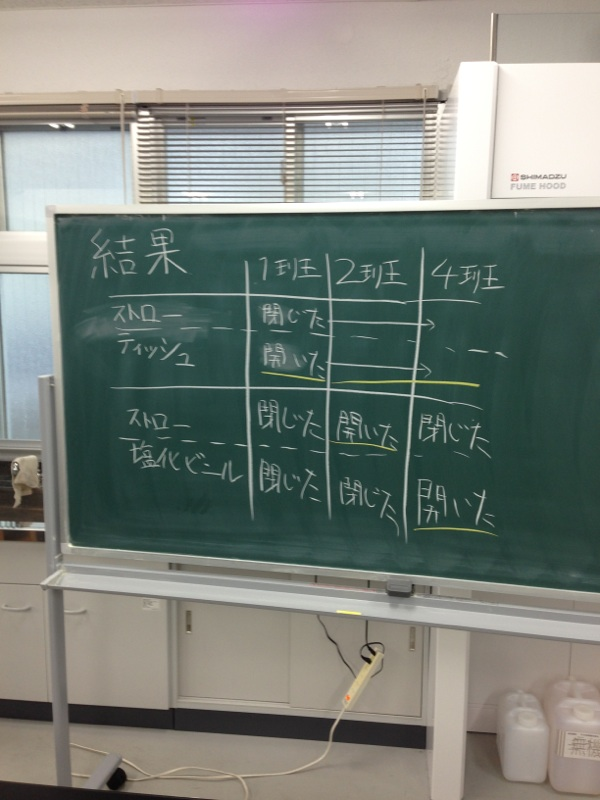 SHIMADZU
FUME HOOD
結果 1班 2班 4班
ストロー 閉じた →
ティッシュ 開いた →
ストロー 閉じた 開いた 閉じた
塩化ビニル 閉じた 閉じた 開いた